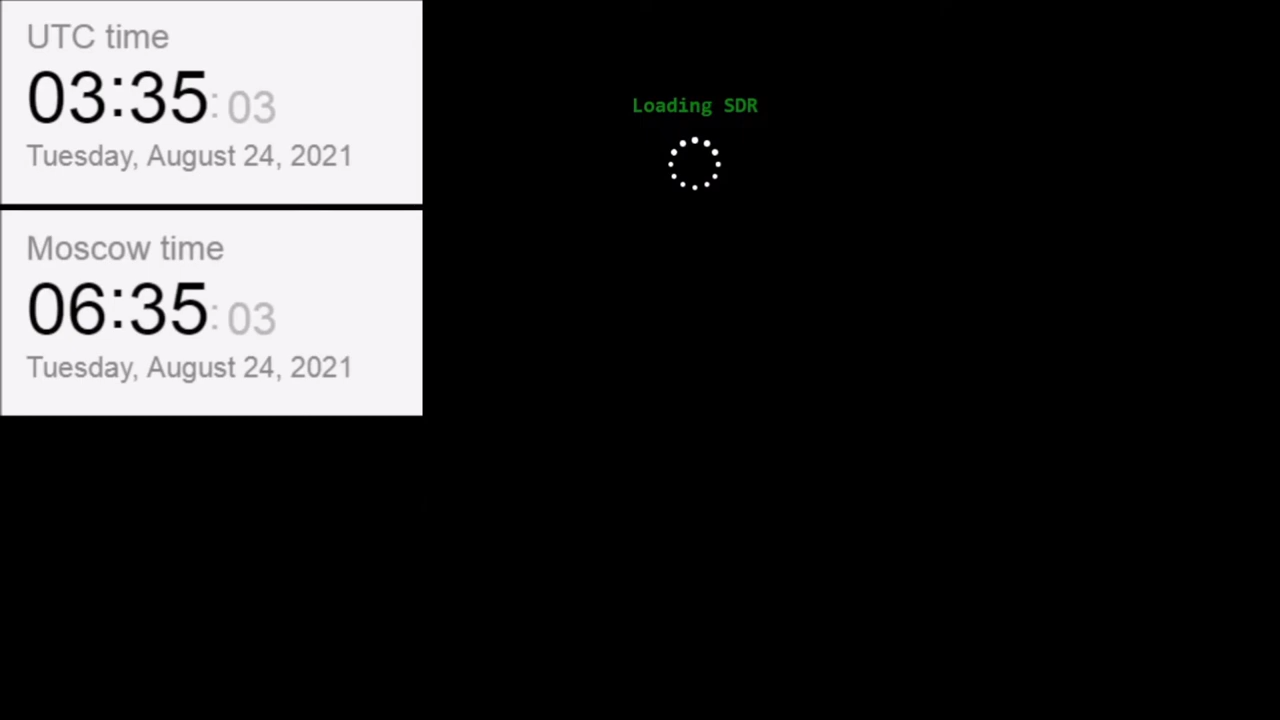 UTC time
03:35:03
Tuesday, August 24, 2021
Loading SDR
Moscow time
06:35:03
Tuesday, August 24, 2021